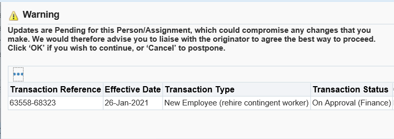 Warning
Updates are Pending for this Person/Assignment, which could compromise any changes that you
make. We would therefore advise you to liaise with the originator to agree the best way to proceed.
Click 'OK' if you wish to continue, or 'Cancel' to postpone.
Transaction Reference Effective Date Transaction Type Transaction Status
63558-68323 26-Jan-2021 New Employee (rehire contingent worker) On Approval (Finance)